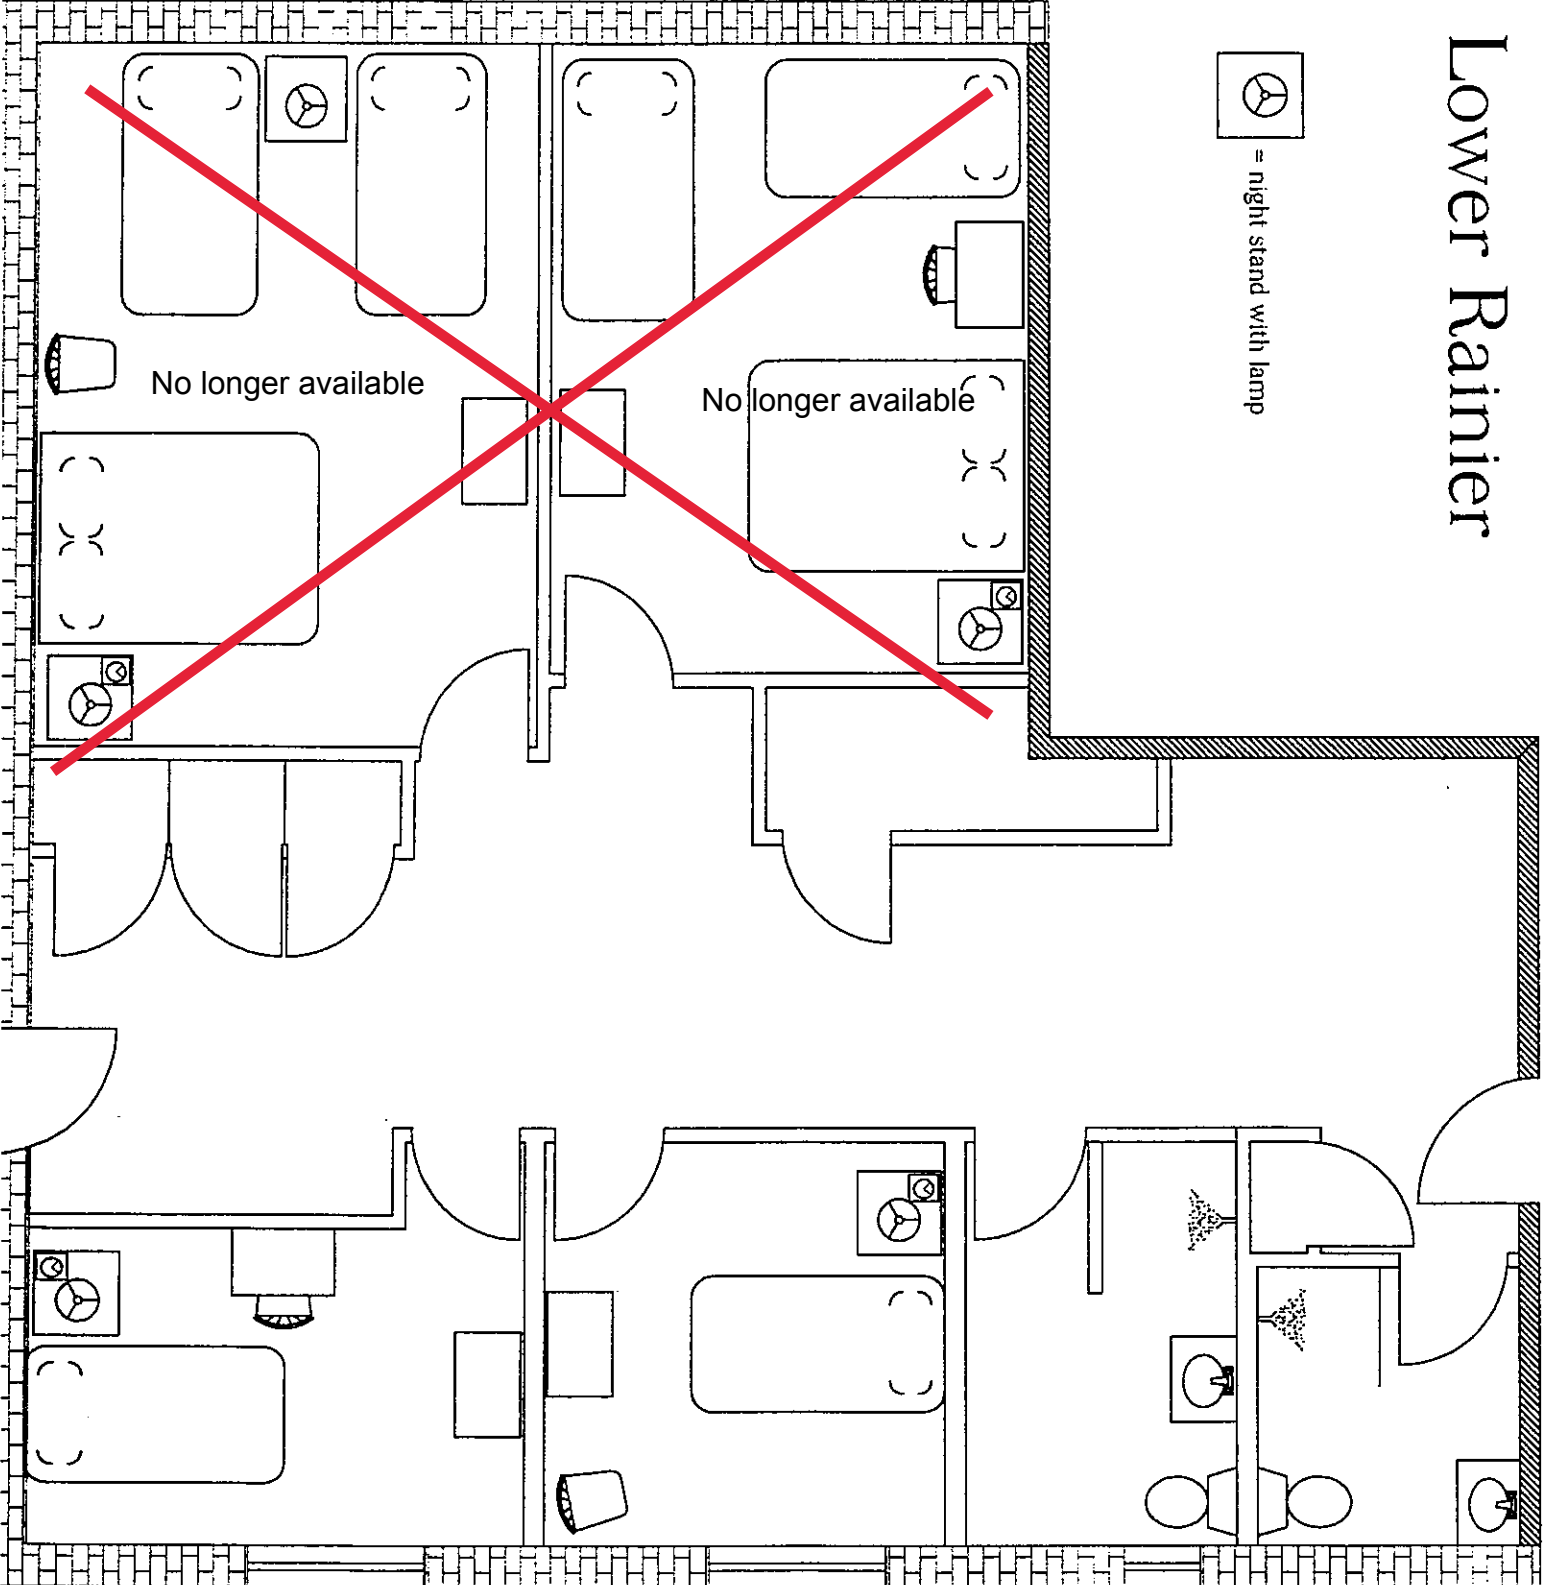 Lower Rainier
= night stand with lamp
No longer available
No longer available